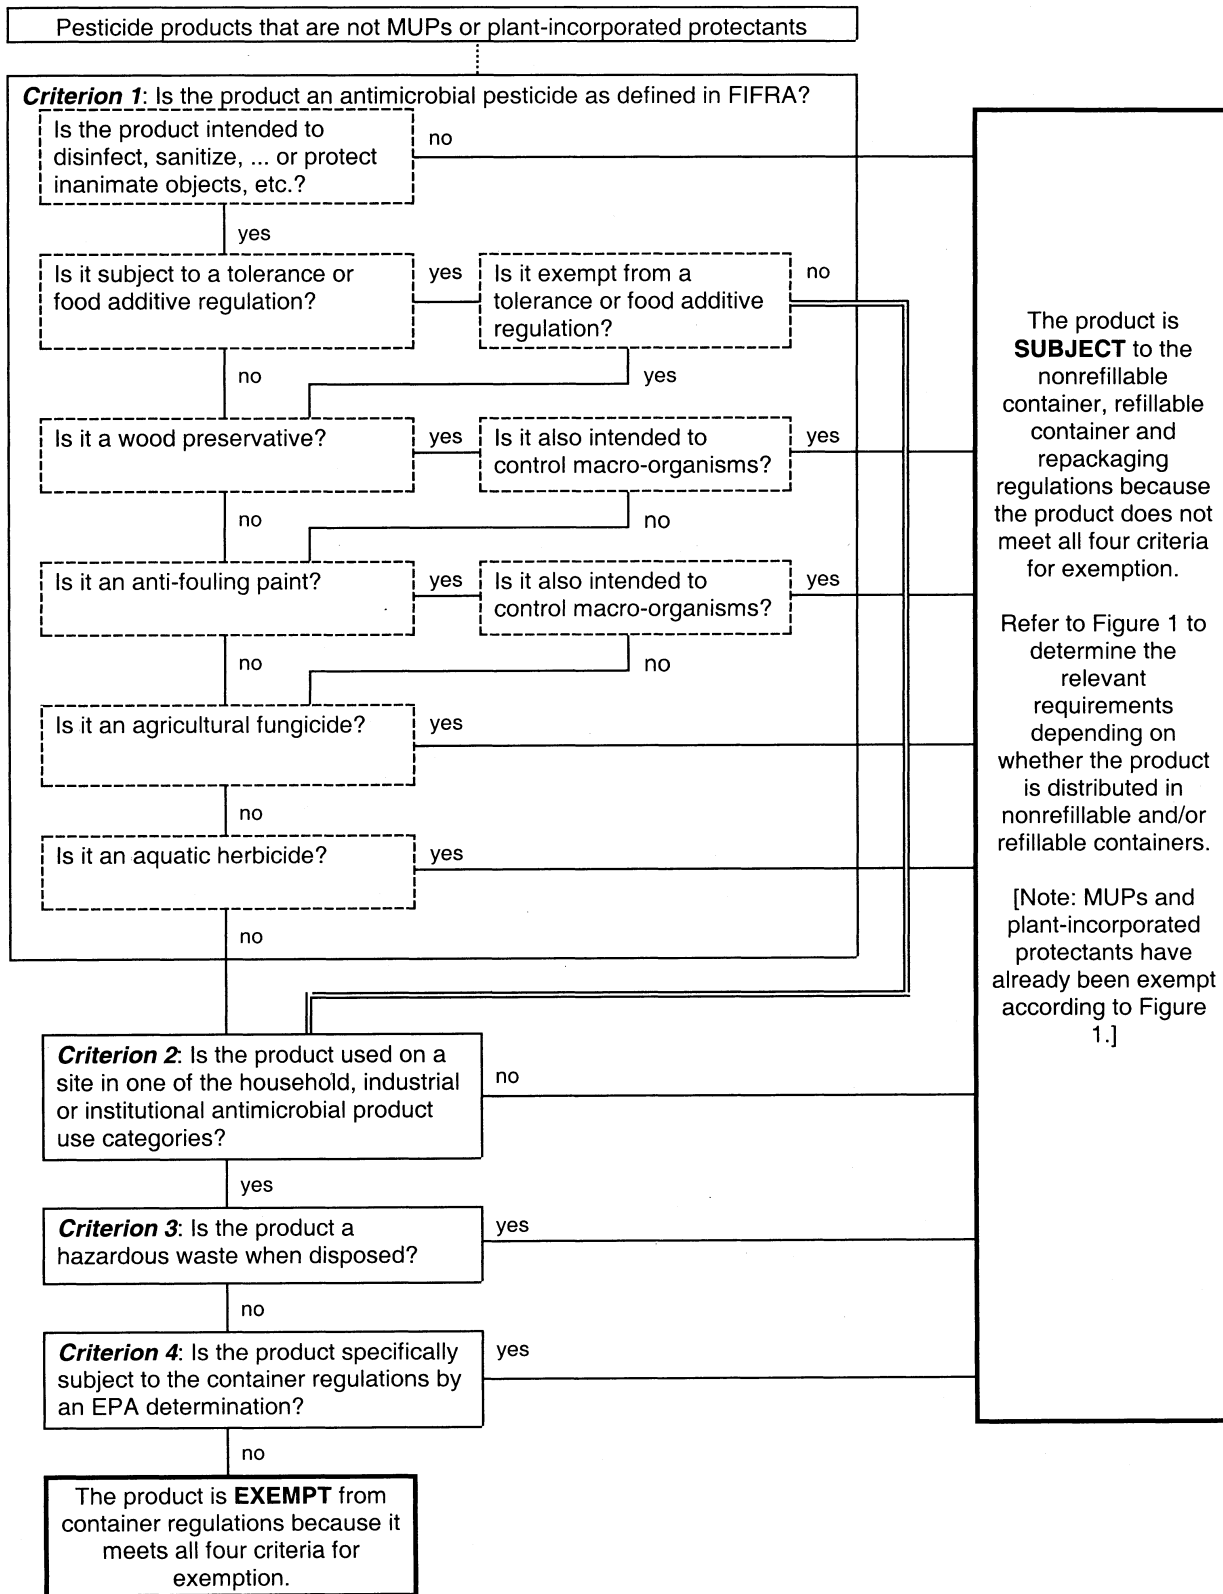 Pesticide products that are not MUPs or plant-incorporated protectants
Criterion 1: Is the product an antimicrobial pesticide as defined in FIFRA?
Is the product intended to
disinfect, sanitize, ... or protect
inanimate objects, etc.?
no
yes
Is it subject to a tolerance or
food additive regulation?
yes
Is it exempt from a
tolerance or food additive
regulation?
no
no
yes
Is it a wood preservative?
yes
Is it also intended to
control macro-organisms?
yes
no
no
Is it an anti-fouling paint?
yes
Is it also intended to
control macro-organisms?
yes
no
no
Is it an agricultural fungicide?
yes
no
Is it an aquatic herbicide?
yes
no
Criterion 2: Is the product used on a
site in one of the household, industrial
or institutional antimicrobial product
use categories?
no
yes
Criterion 3: Is the product a
hazardous waste when disposed?
yes
no
Criterion 4: Is the product specifically
subject to the container regulations by
an EPA determination?
yes
no
The product is EXEMPT from
container regulations because it
meets all four criteria for
exemption.
The product is
SUBJECT to the
nonrefillable
container, refillable
container and
repackaging
regulations because
the product does not
meet all four criteria
for exemption.
Refer to Figure 1 to
determine the
relevant
requirements
depending on
whether the product
is distributed in
nonrefillable and/or
refillable containers.
[Note: MUPs and
plant-incorporated
protectants have
already been exempt
according to Figure
1.]